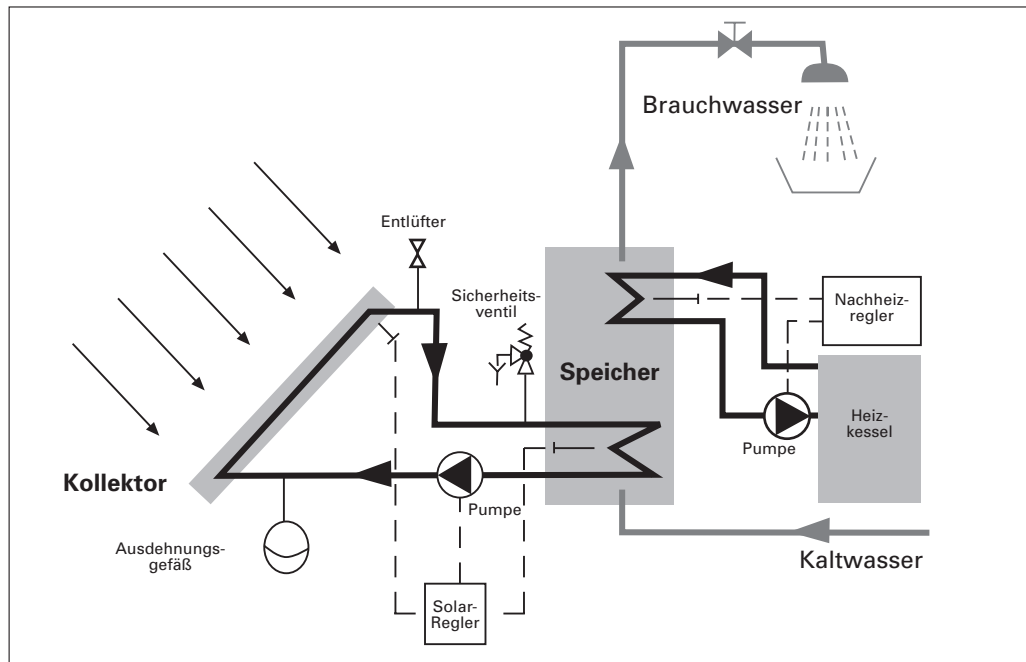 Brauchwasser
Entlüfter
Sicherheits-
ventil
Nachheiz-
regler
Speicher
Heiz-
kessel
Pumpe
Kollektor
Pumpe
Ausdehnungs-
gefäß
Kaltwasser
Solar-
Regler